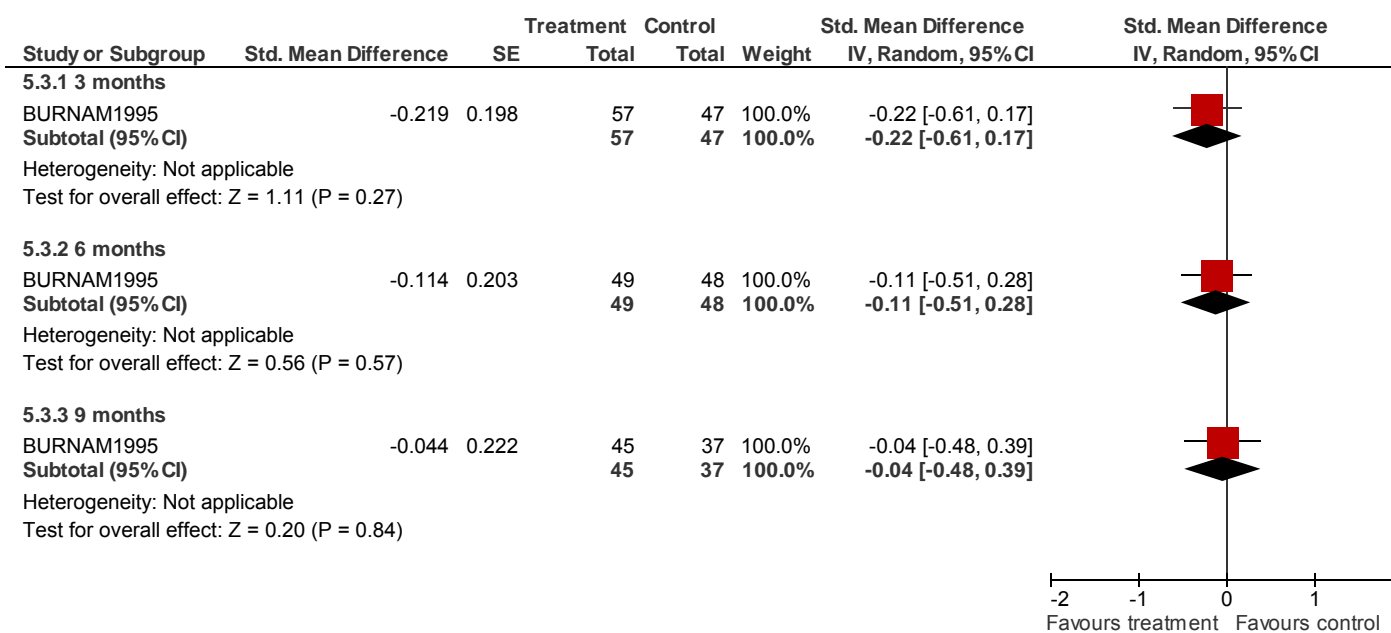 Treatment Control Std. Mean Difference Std. Mean Difference
Study or Subgroup Std. Mean Difference SE Total Total Weight IV, Random, 95% CI IV, Random, 95% CI
5.3.1 3 months
BURNAM1995 -0.219 0.198 57 47 100.0% -0.22 [-0.61, 0.17]
Subtotal (95% CI) 57 47 100.0% -0.22 [-0.61, 0.17]
Heterogeneity: Not applicable
Test for overall effect: Z = 1.11 (P = 0.27)
5.3.2 6 months
BURNAM1995 -0.114 0.203 49 48 100.0% -0.11 [-0.51, 0.28]
Subtotal (95% CI) 49 48 100.0% -0.11 [-0.51, 0.28]
Heterogeneity: Not applicable
Test for overall effect: Z = 0.56 (P = 0.57)
5.3.3 9 months
BURNAM1995 -0.044 0.222 45 37 100.0% -0.04 [-0.48, 0.39]
Subtotal (95% CI) 45 37 100.0% -0.04 [-0.48, 0.39]
Heterogeneity: Not applicable
Test for overall effect: Z = 0.20 (P = 0.84)
-2 -1 0 1
Favours treatment Favours control